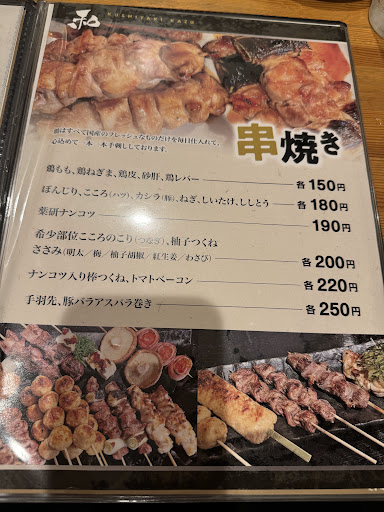 和 KUSHIYAKI KAZU
鶏はすべて国産のフレッシュなものだけを毎日仕入れて、
心込めて一本一本手刺ししております。
串焼き
鶏もも、鶏ねぎま、鶏皮、砂肝、鶏レバー 各150円
ぼんじり、こころ(ハツ)、カシラ(豚)、ねぎ、しいたけ、ししとう 各180円
薬研ナンコツ 190円
希少部位こころのこり(つなぎ)、柚子つくね
ささみ(明太／梅／柚子胡椒／紅生姜／わさび) 各200円
ナンコツ入り棒つくね、トマトベーコン 各220円
手羽先、豚バラアスパラ巻き 各250円